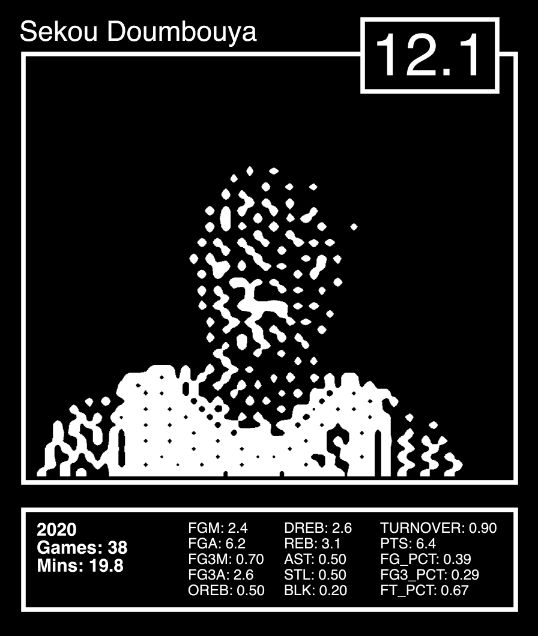 Sekou Doumbouya
12.1
2020
Games: 38
Mins: 19.8
FGM: 2.4
FGA: 6.2
FG3M: 0.70
FG3A: 2.6
OREB: 0.50
DREB: 2.6
REB: 3.1
AST: 0.50
STL: 0.50
BLK: 0.20
TURNOVER: 0.90
PTS: 6.4
FG_PCT: 0.39
FG3_PCT: 0.29
FT_PCT: 0.67